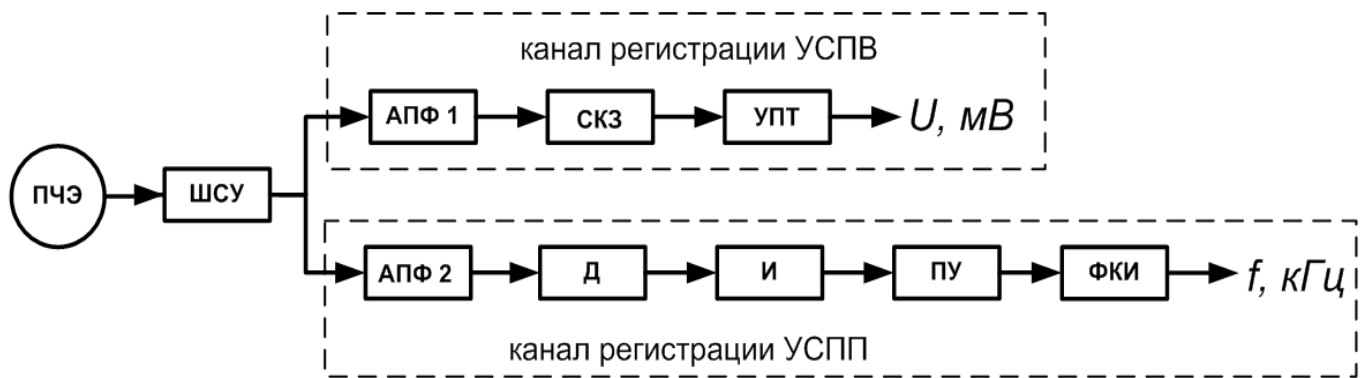 канал регистрации УСПВ
АПФ 1 СКЗ УПТ U, мВ
ПЧЭ ШСУ
АПФ 2 Д И ПУ ФКИ f, кГц
канал регистрации УСПП